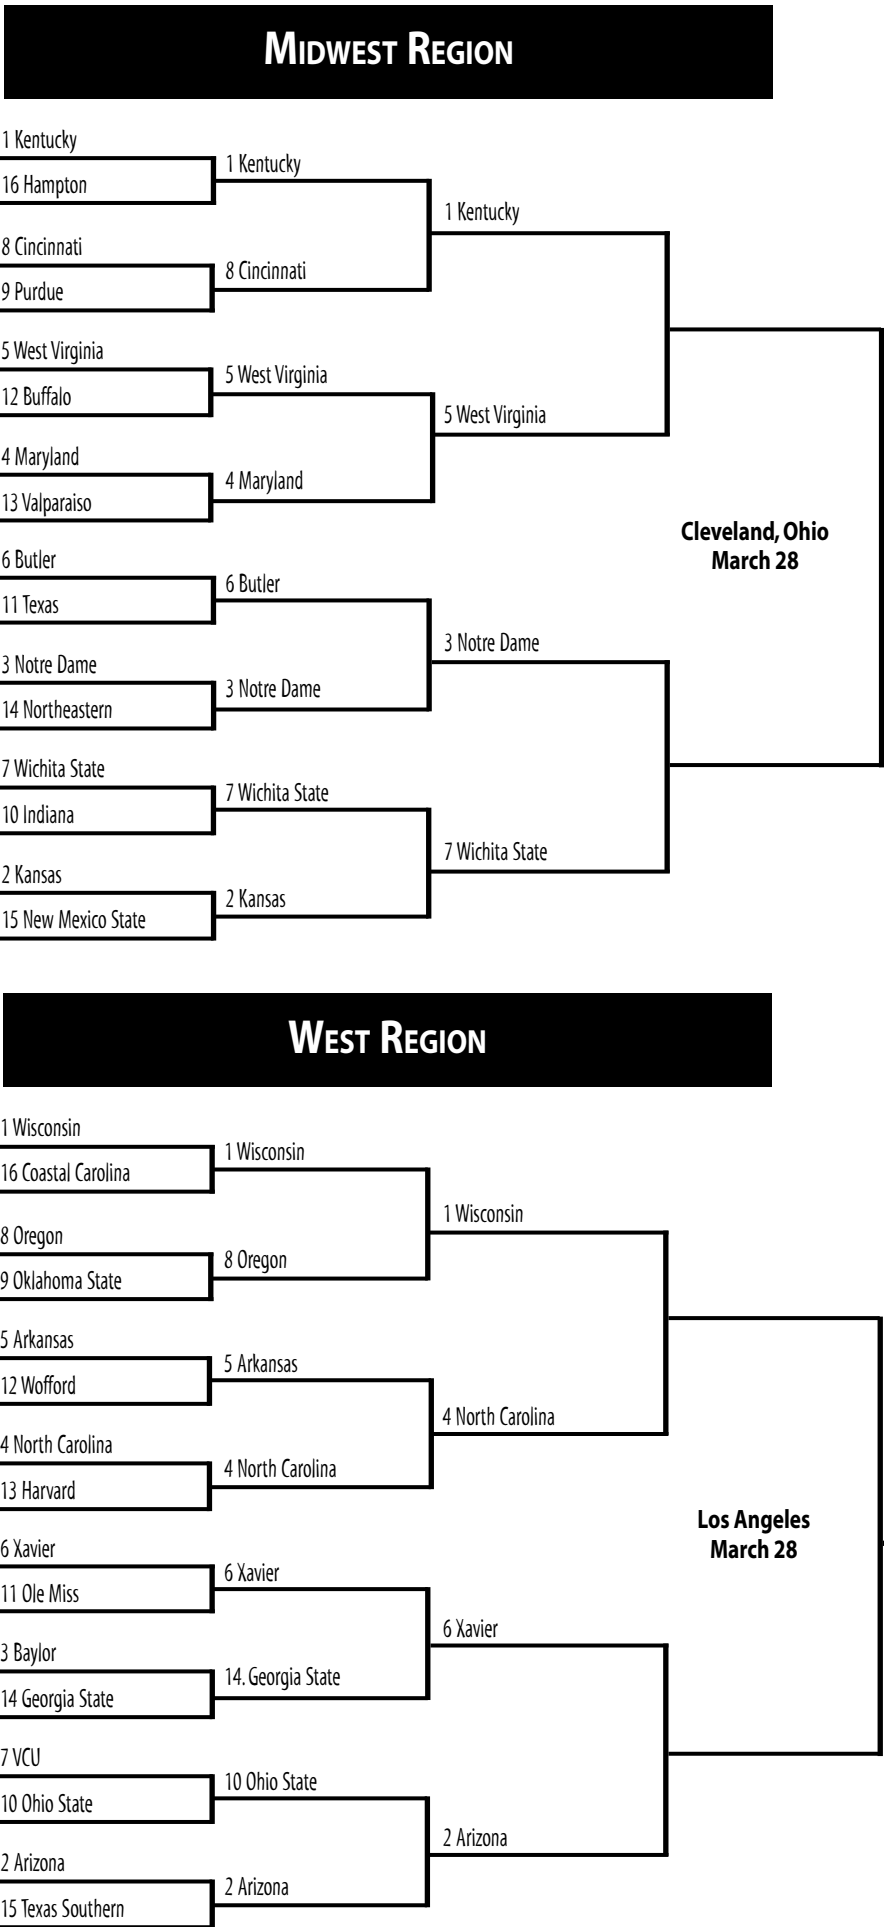 MIDWEST REGION
1 Kentucky
16 Hampton
8 Cincinnati
9 Purdue
5 West Virginia
12 Buffalo
4 Maryland
13 Valparaiso
6 Butler
11 Texas
3 Notre Dame
14 Northeastern
7 Wichita State
10 Indiana
2 Kansas
15 New Mexico State
1 Kentucky
8 Cincinnati
5 West Virginia
4 Maryland
6 Butler
3 Notre Dame
7 Wichita State
2 Kansas
1 Kentucky
5 West Virginia
3 Notre Dame
7 Wichita State
Cleveland, Ohio
March 28
WEST REGION
1 Wisconsin
16 Coastal Carolina
8 Oregon
9 Oklahoma State
5 Arkansas
12 Wofford
4 North Carolina
13 Harvard
6 Xavier
11 Ole Miss
3 Baylor
14 Georgia State
7 VCU
10 Ohio State
2 Arizona
15 Texas Southern
1 Wisconsin
8 Oregon
5 Arkansas
4 North Carolina
6 Xavier
14. Georgia State
10 Ohio State
2 Arizona
1 Wisconsin
4 North Carolina
6 Xavier
2 Arizona
Los Angeles
March 28